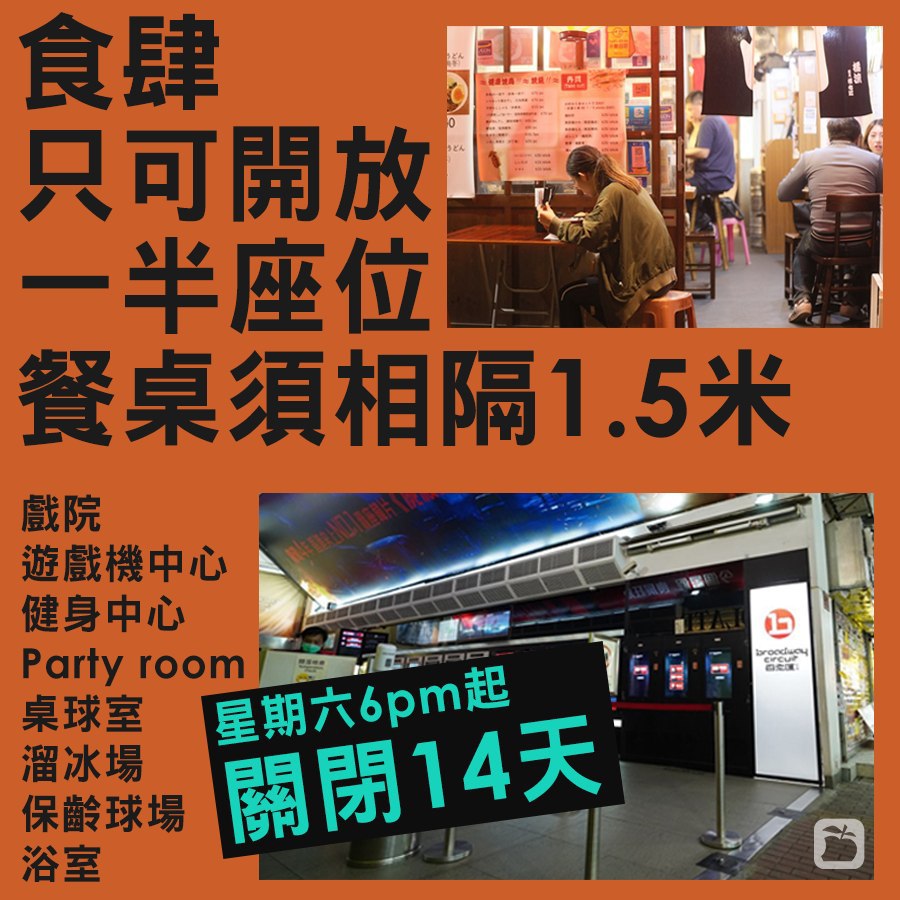 食肆
只可開放
一半座位
餐桌須相隔1.5米
戲院
遊戲機中心
健身中心
Party room
桌球室
溜冰場
保齡球場
浴室
星期六6pm起
關閉14天
broadway
circuit
百老匯